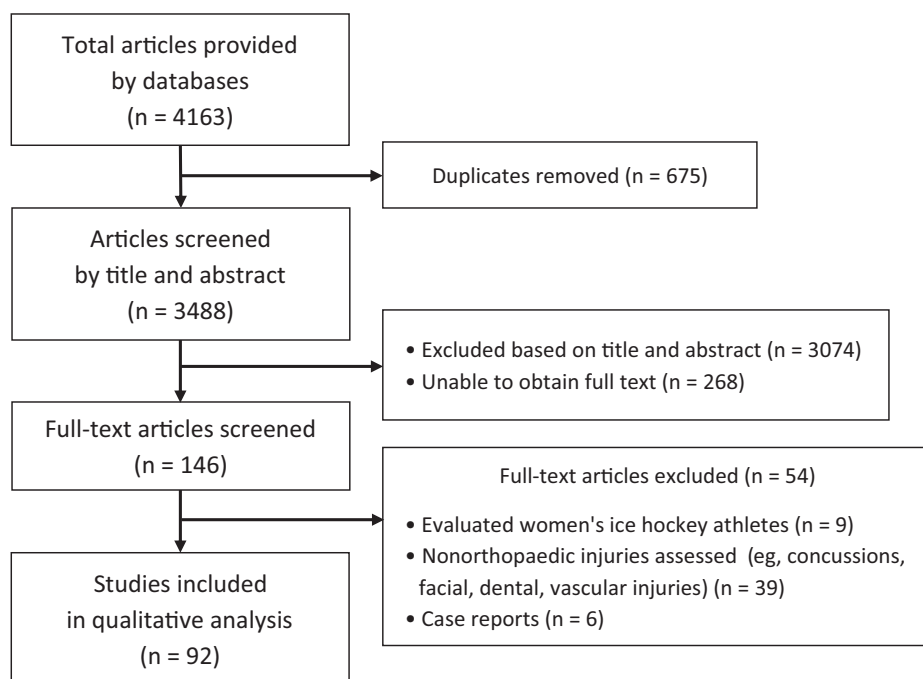 Total articles provided
by databases
(n = 4163)
Duplicates removed (n = 675)
Articles screened
by title and abstract
(n = 3488)
• Excluded based on title and abstract (n = 3074)
• Unable to obtain full text (n = 268)
Full-text articles screened
(n = 146)
Full-text articles excluded (n = 54)
• Evaluated women's ice hockey athletes (n = 9)
• Nonorthopaedic injuries assessed (eg, concussions,
facial, dental, vascular injuries) (n = 39)
• Case reports (n = 6)
Studies included
in qualitative analysis
(n = 92)